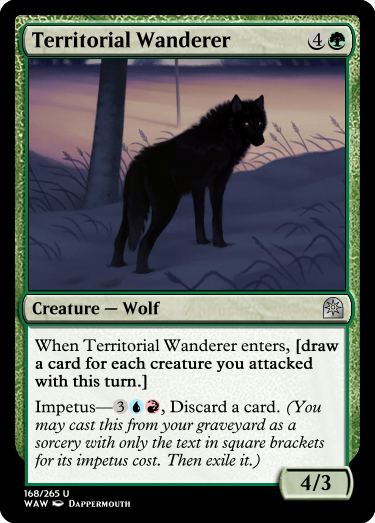 Territorial Wanderer 4
Creature — Wolf
When Territorial Wanderer enters, [draw
a card for each creature you attacked
with this turn.]
Impetus—3, Discard a card. (You
may cast this from your graveyard as a
sorcery with only the text in square brackets
for its impetus cost. Then exile it.)
4/3
168/265 U
WAW DAPPERMOUTH